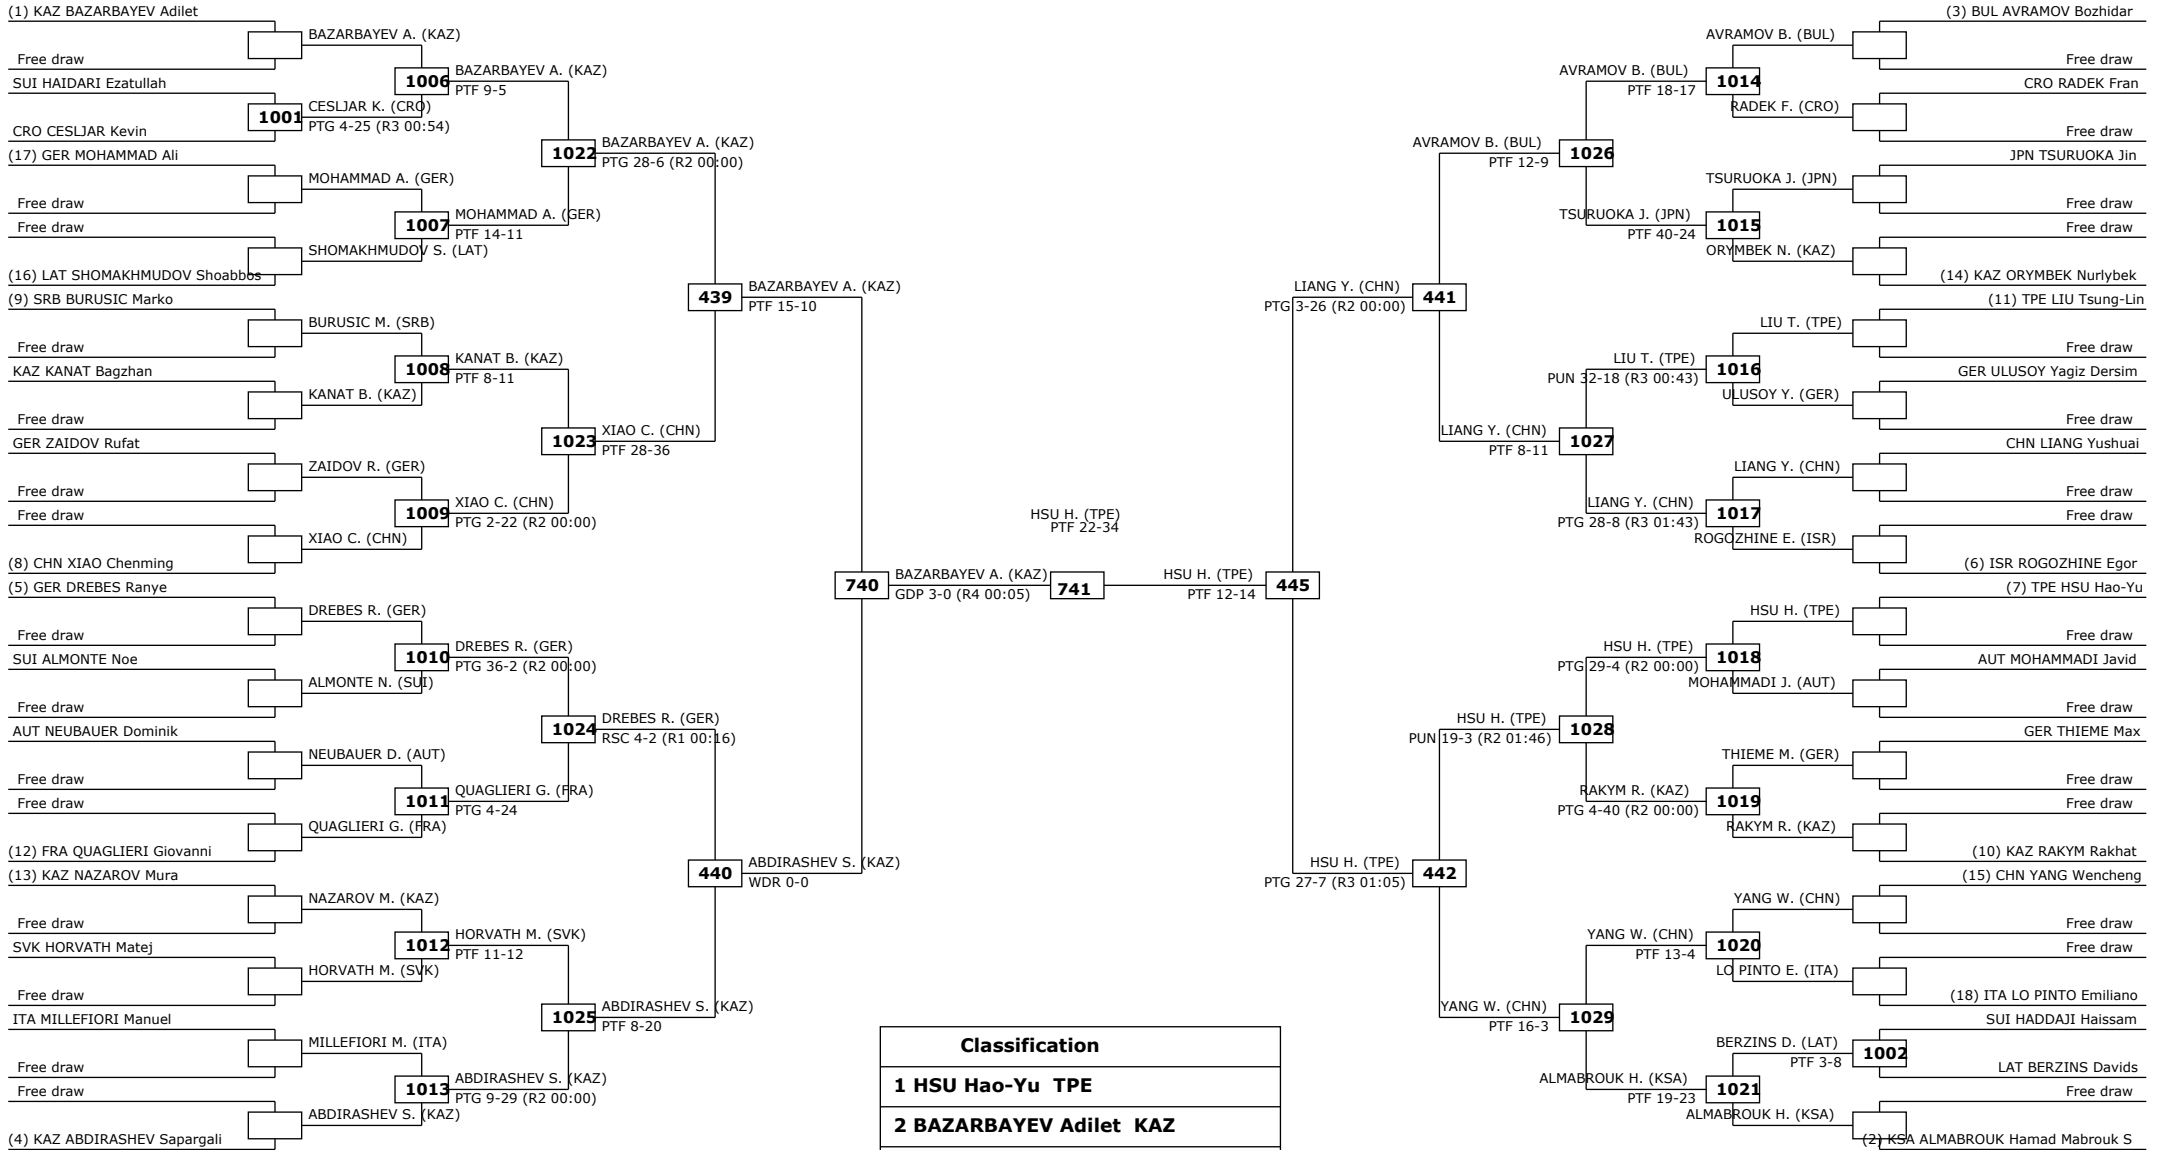 (1) KAZ BAZARBAYEV Adilet
Free draw
SUI HAIDARI Ezatullah
CRO CESLJAR Kevin
(17) GER MOHAMMAD Ali
Free draw
Free draw
(16) LAT SHOMAKHMUDOV Shoabbos
(9) SRB BURUSIC Marko
Free draw
KAZ KANAT Bagzhan
Free draw
GER ZAIDOV Rufat
Free draw
Free draw
(8) CHN XIAO Chenming
(5) GER DREBES Ranye
Free draw
SUI ALMONTE Noe
Free draw
AUT NEUBAUER Dominik
Free draw
Free draw
(12) FRA QUAGLIERI Giovanni
(13) KAZ NAZAROV Mura
Free draw
SVK HORVATH Matej
Free draw
ITA MILLEFIORI Manuel
Free draw
Free draw
(4) KAZ ABDIRASHEV Sapargali
BAZARBAYEV A. (KAZ)
1001
CESLJAR K. (CRO)
PTG 4-25 (R3 00:54)
MOHAMMAD A. (GER)
SHOMAKHMUDOV S. (LAT)
BURUSIC M. (SRB)
KANAT B. (KAZ)
ZAIDOV R. (GER)
XIAO C. (CHN)
DREBES R. (GER)
ALMONTE N. (SUI)
NEUBAUER D. (AUT)
QUAGLIERI G. (FRA)
NAZAROV M. (KAZ)
HORVATH M. (SVK)
MILLEFIORI M. (ITA)
ABDIRASHEV S. (KAZ)
1006
BAZARBAYEV A. (KAZ)
PTF 9-5
1007
MOHAMMAD A. (GER)
PTF 14-11
1008
KANAT B. (KAZ)
PTF 8-11
1009
XIAO C. (CHN)
PTG 2-22 (R2 00:00)
1010
DREBES R. (GER)
PTG 36-2 (R2 00:00)
1011
QUAGLIERI G. (FRA)
PTG 4-24
1012
HORVATH M. (SVK)
PTF 11-12
1013
ABDIRASHEV S. (KAZ)
PTG 9-29 (R2 00:00)
1022
BAZARBAYEV A. (KAZ)
PTG 28-6 (R2 00:00)
1023
XIAO C. (CHN)
PTF 28-36
1024
DREBES R. (GER)
RSC 4-2 (R1 00:16)
1025
ABDIRASHEV S. (KAZ)
PTF 8-20
439
BAZARBAYEV A. (KAZ)
PTF 15-10
440
ABDIRASHEV S. (KAZ)
WDR 0-0
740
BAZARBAYEV A. (KAZ)
GDP 3-0 (R4 00:05)
HSU H. (TPE)
PTF 22-34
741
HSU H. (TPE)
PTF 12-14
445
LIANG Y. (CHN)
PTG 3-26 (R2 00:00)
441
HSU H. (TPE)
PTG 27-7 (R3 01:05)
442
AVRAMOV B. (BUL)
PTF 12-9
1026
LIANG Y. (CHN)
PTF 8-11
1027
HSU H. (TPE)
PUN 19-3 (R2 01:46)
1028
YANG W. (CHN)
PTF 16-3
1029
AVRAMOV B. (BUL)
PTF 18-17
1014
TSURUOKA J. (JPN)
PTF 40-24
1015
LIU T. (TPE)
PUN 32-18 (R3 00:43)
1016
LIANG Y. (CHN)
PTG 28-8 (R3 01:43)
1017
HSU H. (TPE)
PTG 29-4 (R2 00:00)
1018
RAKYM R. (KAZ)
PTG 4-40 (R2 00:00)
1019
YANG W. (CHN)
PTF 13-4
1020
ALMABROUK H. (KSA)
PTF 19-23
1021
AVRAMOV B. (BUL)
RADEK F. (CRO)
TSURUOKA J. (JPN)
ORYMBEK N. (KAZ)
LIU T. (TPE)
ULUSOY Y. (GER)
LIANG Y. (CHN)
ROGOZHINE E. (ISR)
HSU H. (TPE)
MOHAMMADI J. (AUT)
THIEME M. (GER)
RAKYM R. (KAZ)
YANG W. (CHN)
LO PINTO E. (ITA)
BERZINS D. (LAT)
PTF 3-8
1002
ALMABROUK H. (KSA)
(3) BUL AVRAMOV Bozhidar
Free draw
CRO RADEK Fran
Free draw
JPN TSURUOKA Jin
Free draw
Free draw
(14) KAZ ORYMBEK Nurlybek
(11) TPE LIU Tsung-Lin
Free draw
GER ULUSOY Yagiz Dersim
Free draw
CHN LIANG Yushuai
Free draw
Free draw
(6) ISR ROGOZHINE Egor
(7) TPE HSU Hao-Yu
Free draw
AUT MOHAMMADI Javid
Free draw
GER THIEME Max
Free draw
Free draw
(10) KAZ RAKYM Rakhat
(15) CHN YANG Wencheng
Free draw
Free draw
(18) ITA LO PINTO Emiliano
SUI HADDAJI Haissam
LAT BERZINS Davids
Free draw
(2) KSA ALMABROUK Hamad Mabrouk S
Classification
1 HSU Hao-Yu TPE
2 BAZARBAYEV Adilet KAZ